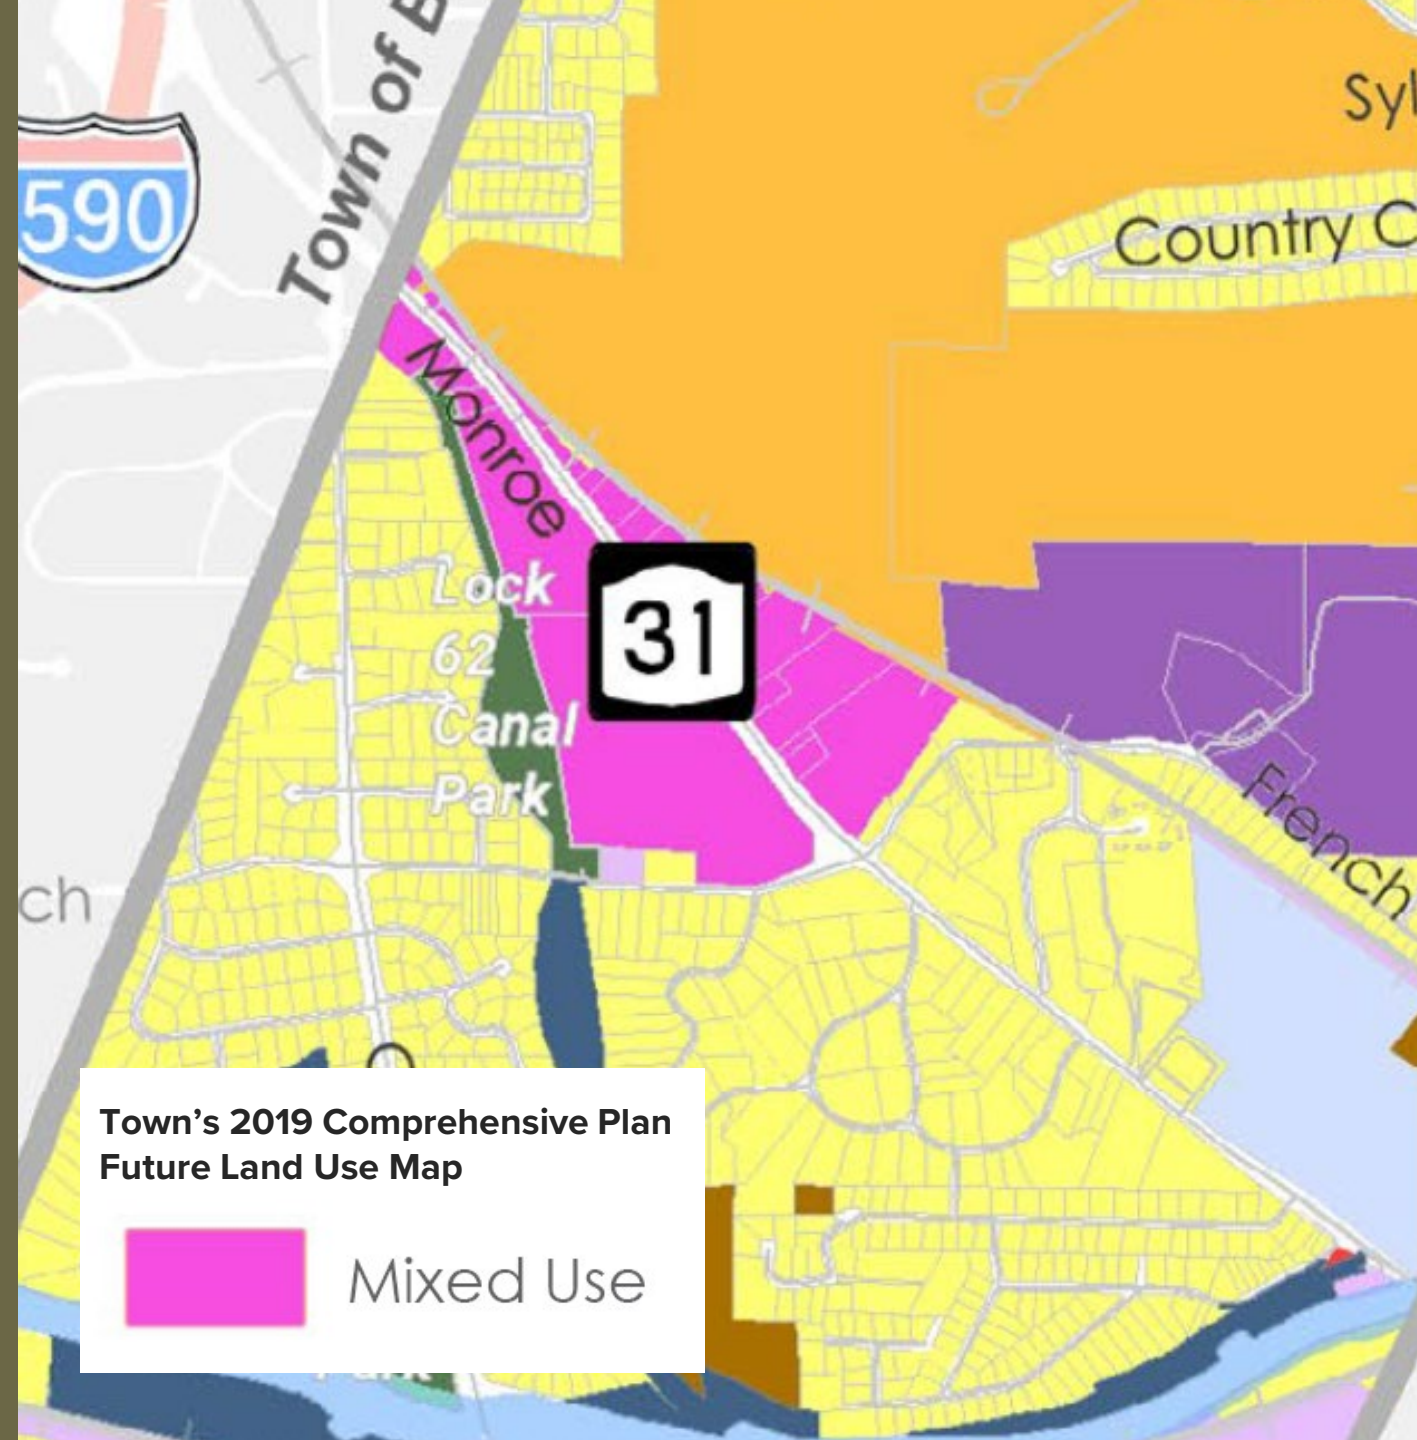 Town of B
590
Syl
Country C
Monroe
Lock
62
Canal
Park
31
French
ch
Town's 2019 Comprehensive Plan
Future Land Use Map
Mixed Use